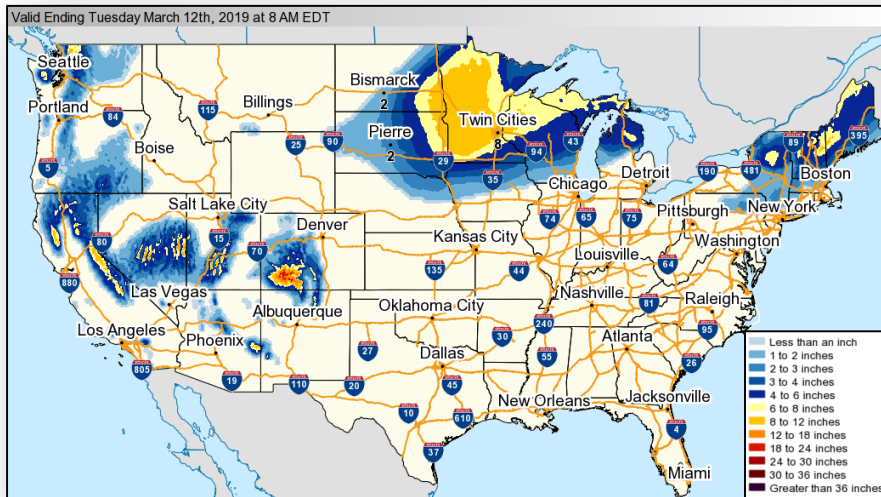 Valid Ending Tuesday March 12th, 2019 at 8 AM EDT
Seattle
Portland
84
115
Billings
Bismarck
2
Twin Cities
8
Pierre
2
5
Boise
25
90
29
35
94
43
Chicago
Detroit
190
481
89
2
395
Boston
New York
Salt Lake City
80
15
70
Denver
74
65
75
Pittsburgh
Washington
Kansas City
135
44
Louisville
64
880
Las Vegas
Los Angeles
Phoenix
Albuquerque
Oklahoma City
240
Nashville
81
Raleigh
95
805
19
110
27
20
Dallas
30
45
55
Atlanta
26
10
610
37
New Orleans
Jacksonville
4
Miami
Less than an inch
1 to 2 inches
2 to 3 inches
3 to 4 inches
4 to 6 inches
6 to 8 inches
8 to 12 inches
12 to 18 inches
18 to 24 inches
24 to 30 inches
30 to 36 inches
Greater than 36 inches